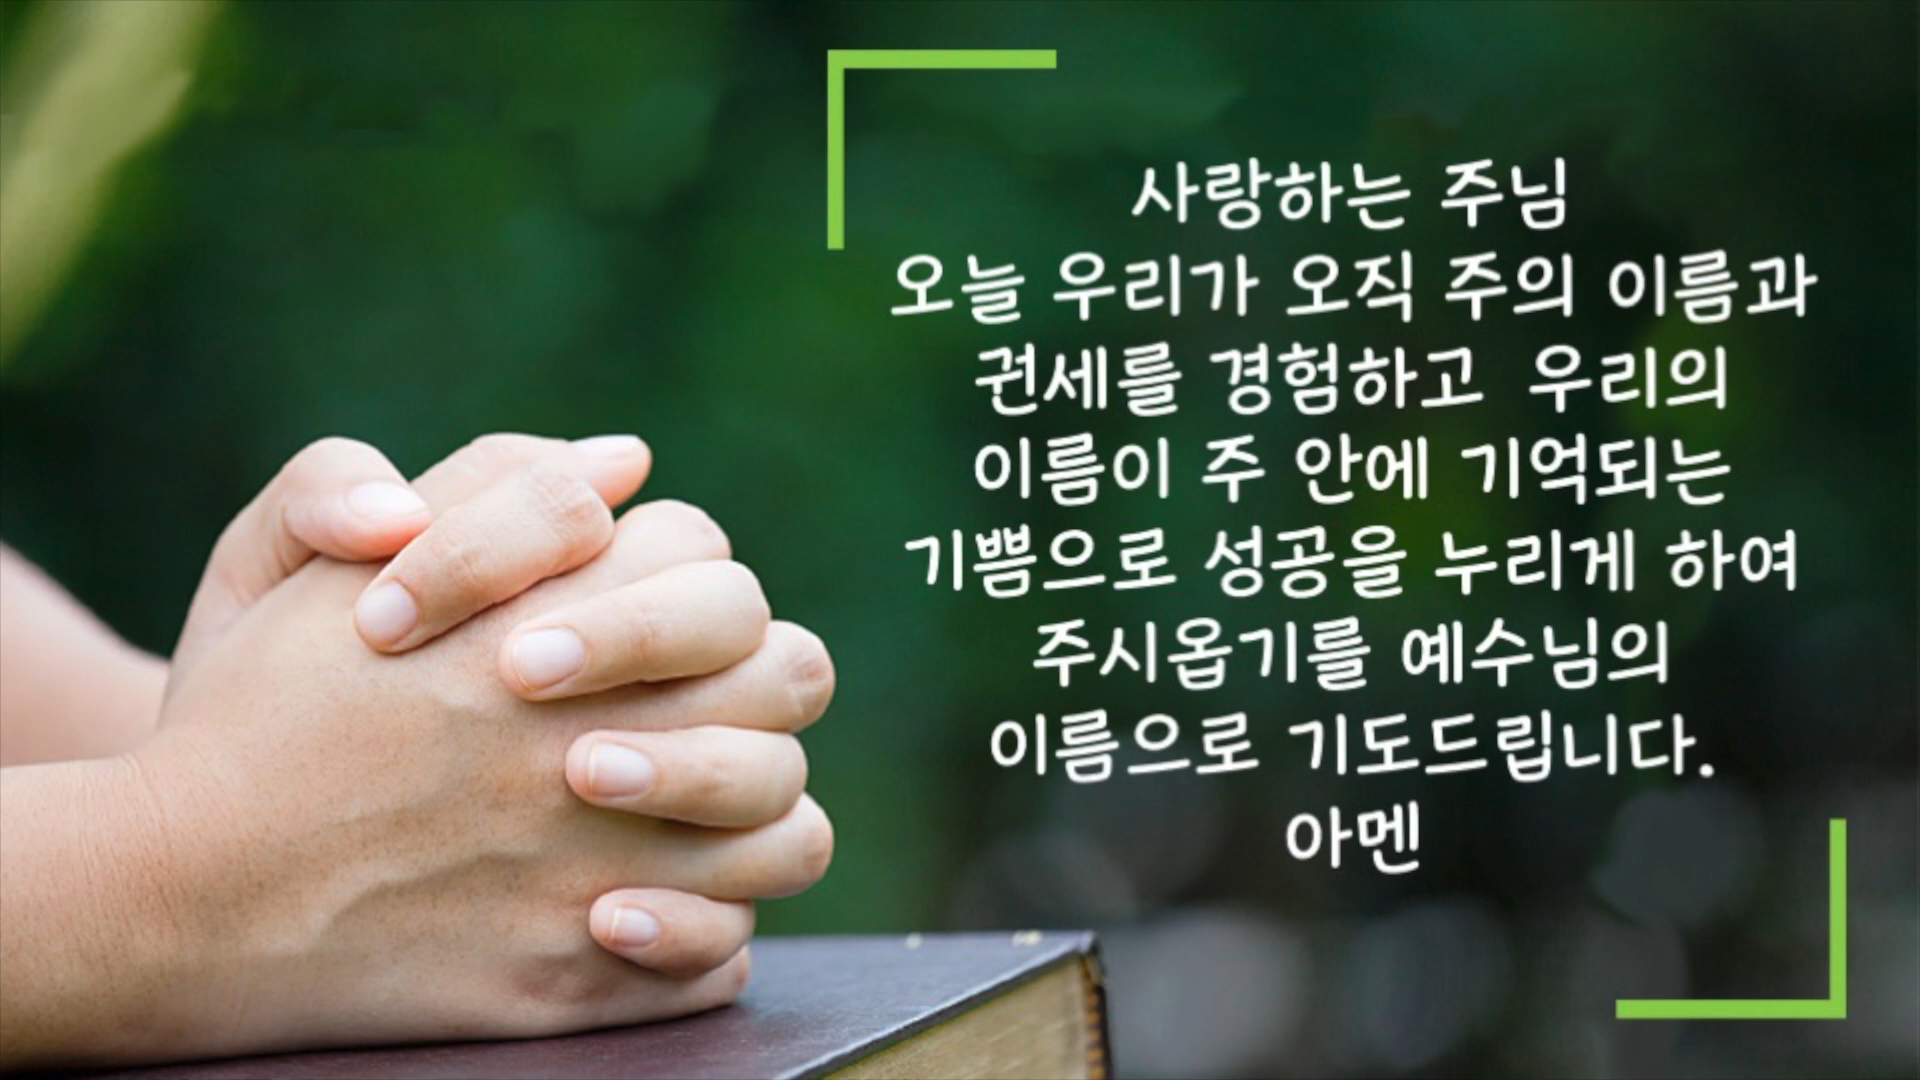 사랑하는 주님
오늘 우리가 오직 주의 이름과
권세를 경험하고 우리의
이름이 주 안에 기억되는
기쁨으로 성공을 누리게 하여
주시옵기를 예수님의
이름으로 기도드립니다.
아멘